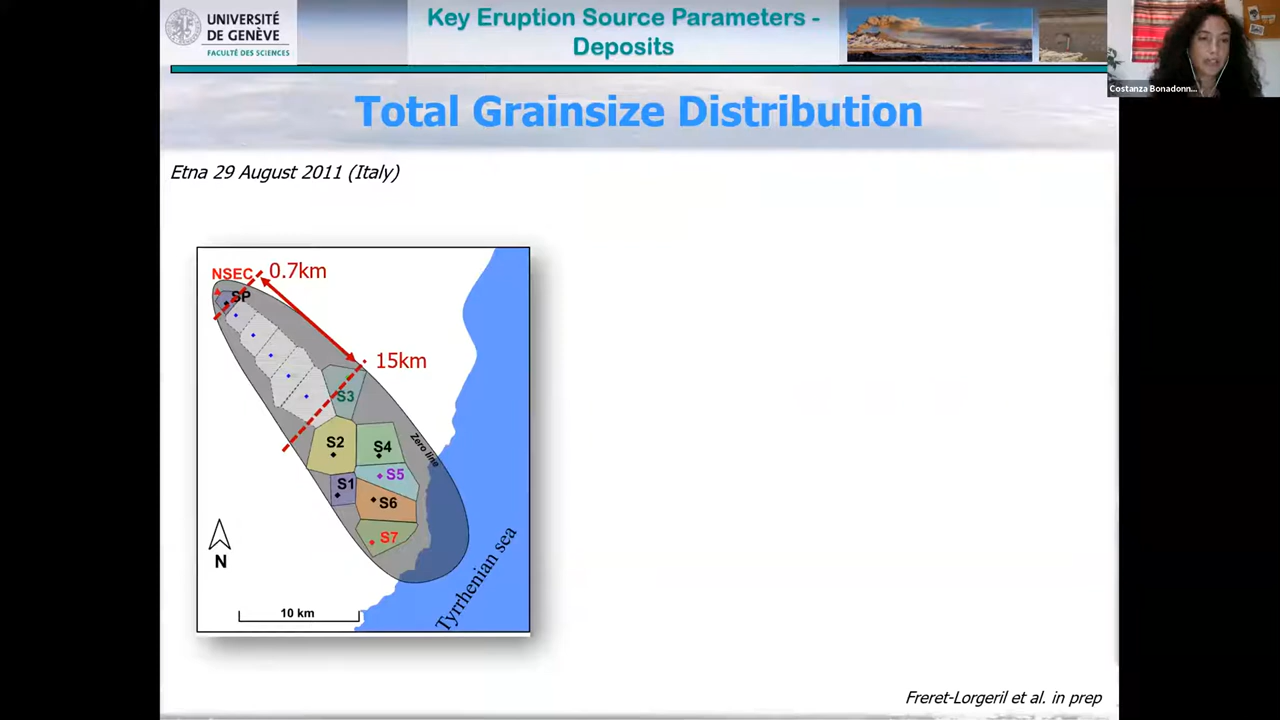 UNIVERSITÉ
DE GENÈVE
FACULTÉ DES SCIENCES
Key Eruption Source Parameters -
Deposits
Costanza Bonadonn...
Total Grainsize Distribution
Etna 29 August 2011 (Italy)
NSEC
0.7km
SP
15km
S3
S2
S4
Zero line
S5
S1
S6
S7
N
10 km
Tyrrhenian sea
Freret-Lorgeril et al. in prep